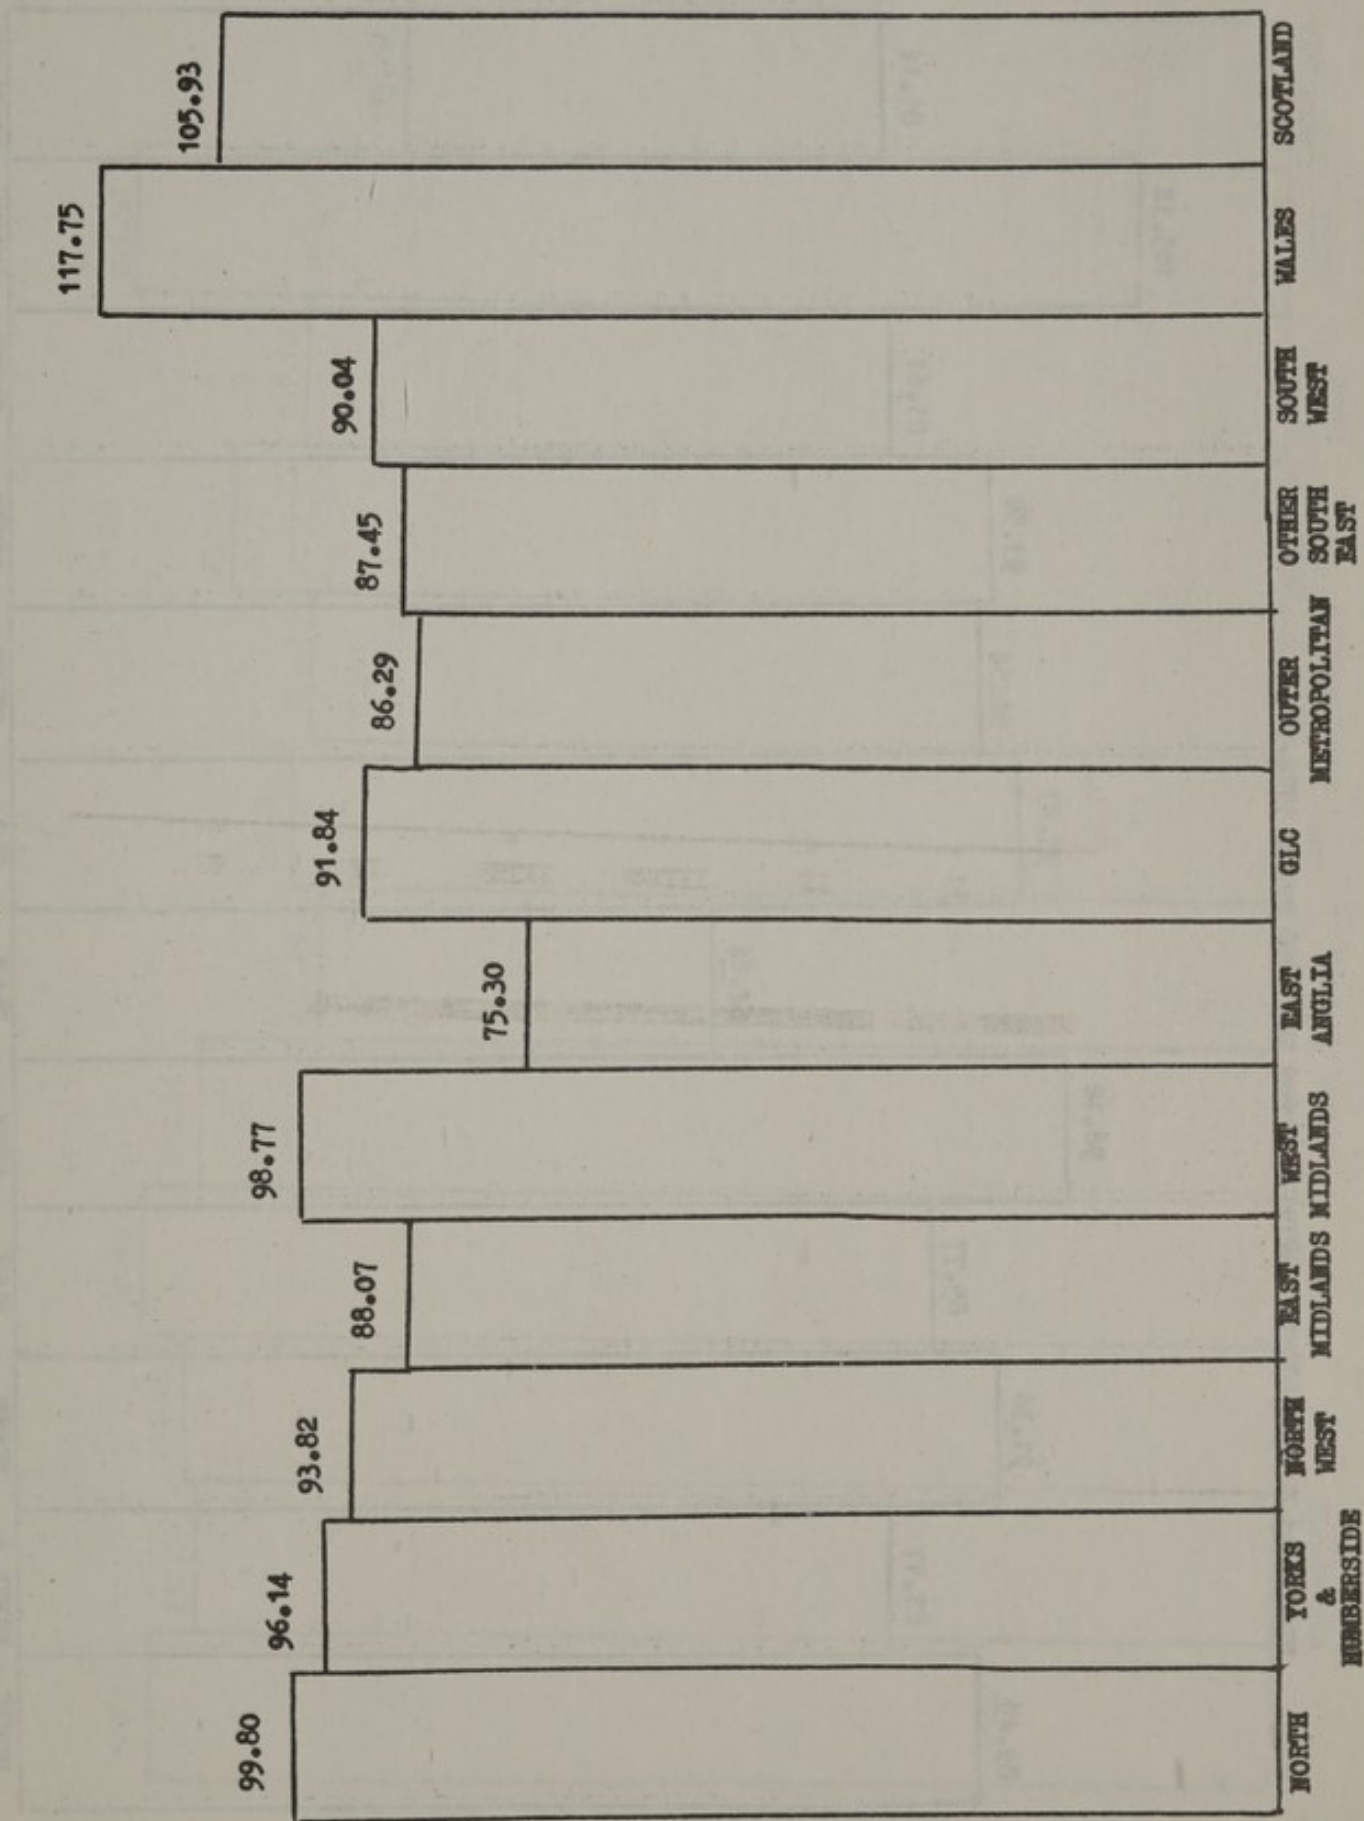 99.80
96.14
93.82
88.07
98.77
75.30
91.84
86.29
87.45
90.04
117.75
105.93
NORTH
YORKS
&
HUMBERSIDE
NORTH
WEST
EAST
MIDLANDS
WEST
MIDLANDS
EAST
ANGLIA
GLC
OUTER
METROPOLITAN
OTHER
SOUTH
EAST
SOUTH
WEST
WALES
SCOTLAND